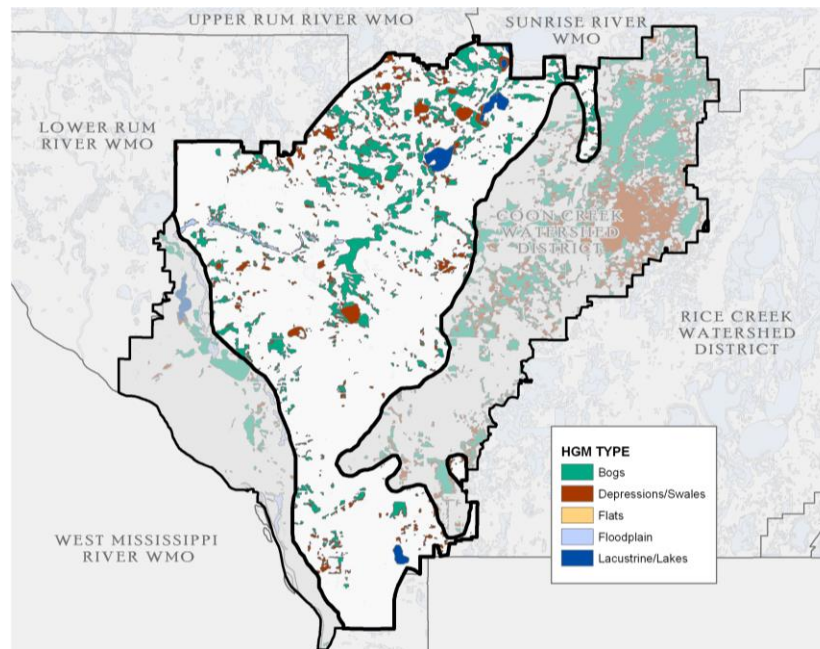 UPPER RUM RIVER WMO
SUNRISE RIVER
WMO
LOWER RUM
RIVER WMO
COON CREEK
WATERSHED
DISTRICT
RICE CREEK
WATERSHED
DISTRICT
WEST MISSISSIPPI
RIVER WMO
HGM TYPE
Bogs
Depressions/Swales
Flats
Floodplain
Lacustrine/Lakes